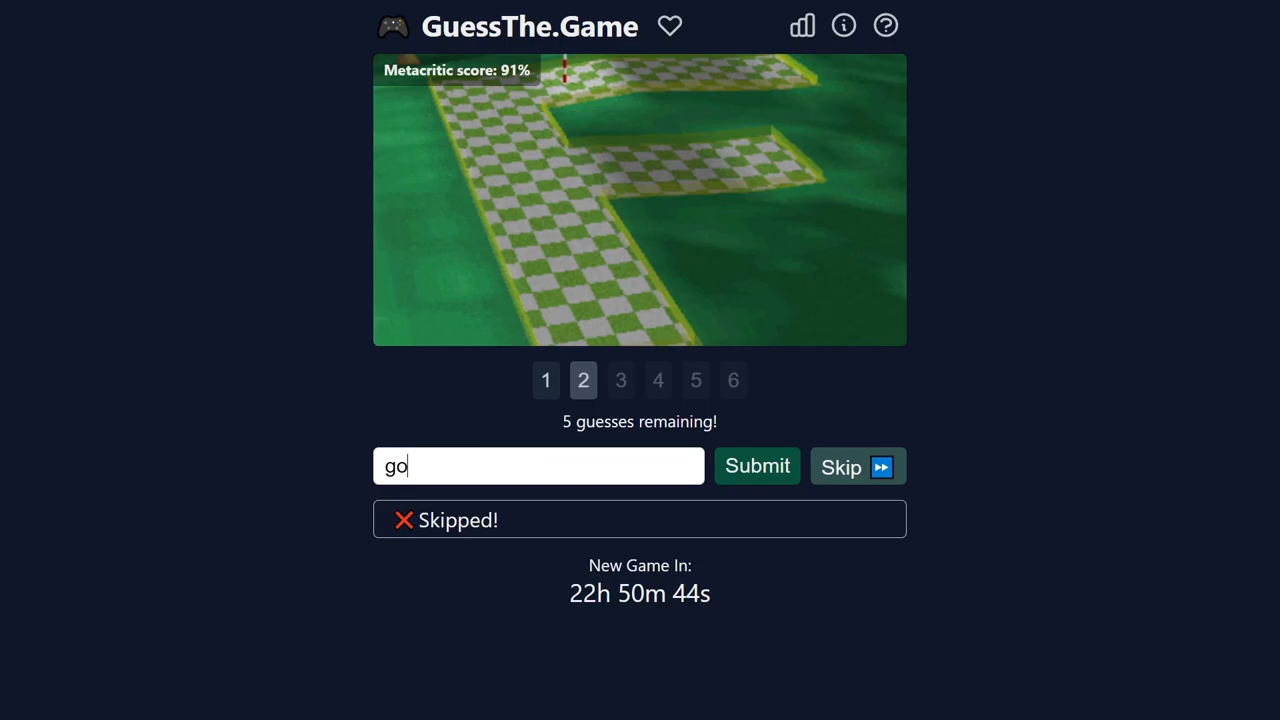 GuessThe.Game
Metacritic score: 91%
1 2 3 4 5 6
5 guesses remaining!
go Submit Skip
Skipped!
New Game In:
22h 50m 44s